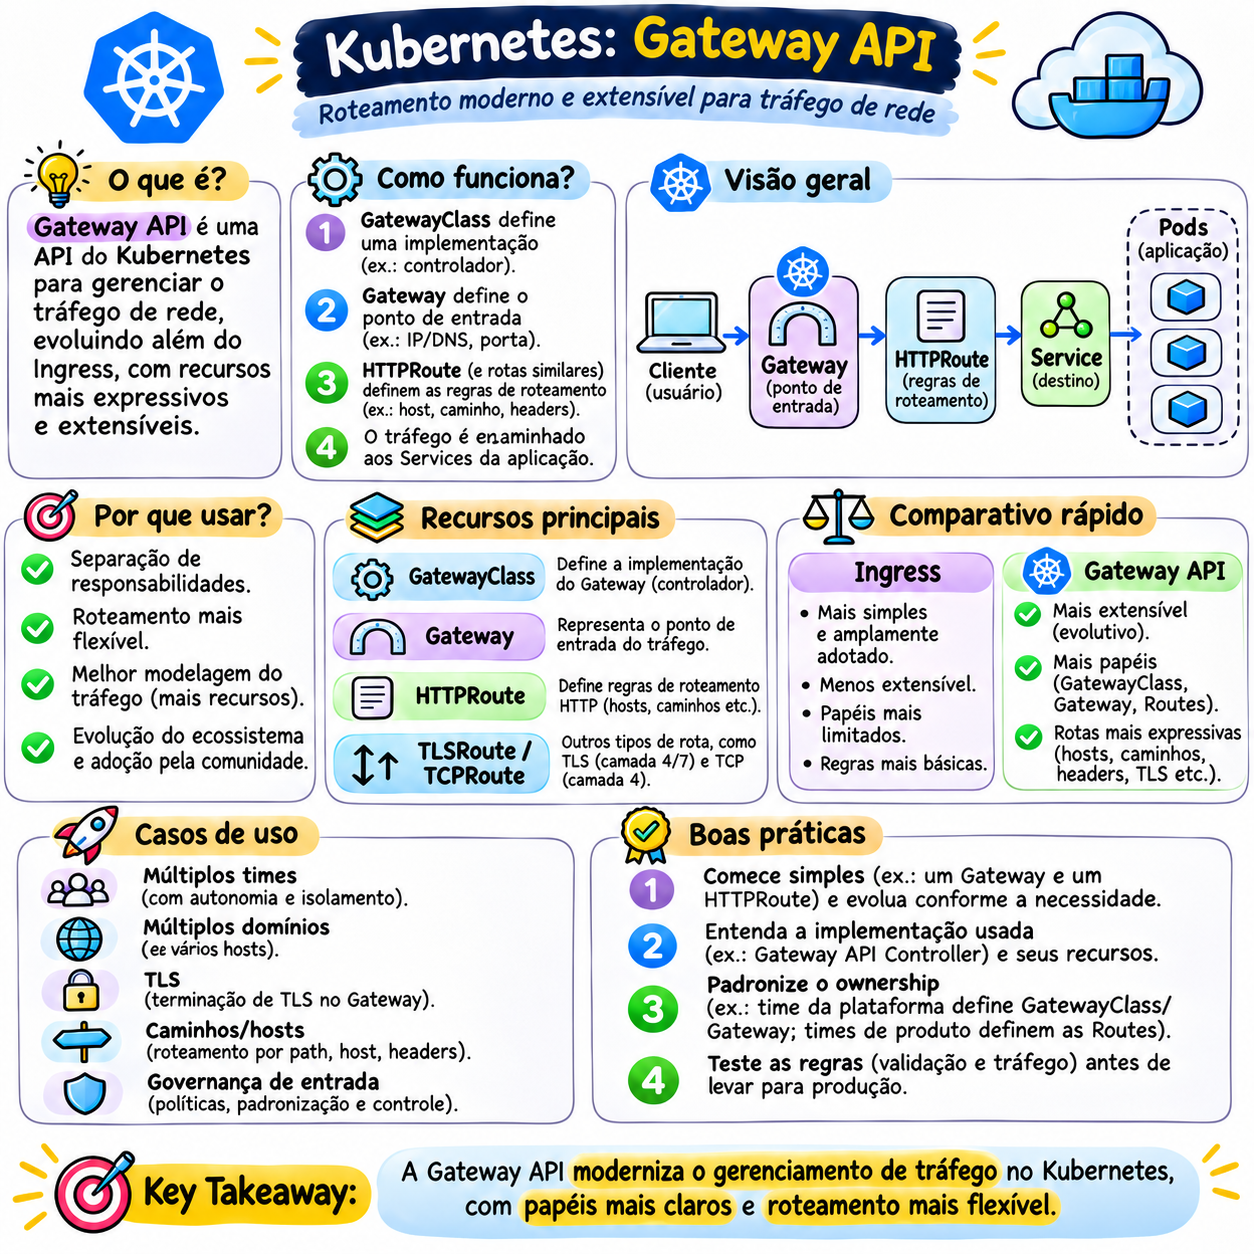 Kubernetes: Gateway API
Roteamento moderno e extensível para tráfego de rede
O que é?
Gateway API é uma
API do Kubernetes
para gerenciar o
tráfego de rede,
evoluindo além do
Ingress, com recursos
mais expressivos
e extensíveis.
Como funciona?
1
GatewayClass define
uma implementação
(ex.: controlador).
2
Gateway define o
ponto de entrada
(ex.: IP/DNS, porta).
3
HTTPRoute (e rotas similares)
definem as regras de roteamento
(ex.: host, caminho, headers).
4
O tráfego é enaminhado
aos Services da aplicação.
Visão geral
Cliente
(usuário)
Gateway
(ponto de
entrada)
HTTPRoute
(regras de
roteamento)
Service
(destino)
Pods
(aplicação)
Por que usar?
Separação de
responsabilidades.
Roteamento mais
flexível.
Melhor modelagem do
tráfego (mais recursos).
Evolução do ecossistema
e adoção pela comunidade.
Recursos principais
GatewayClass
Define a implementação
do Gateway (controlador).
Gateway
Representa o ponto de
entrada do tráfego.
HTTPRoute
Define regras de roteamento
HTTP (hosts, caminhos etc.).
TLSRoute /
TCPRoute
Outros tipos de rota, como
TLS (camada 4/7) e TCP
(camada 4).
Comparativo rápido
Ingress
• Mais simples
e amplamente
adotado.
• Menos extensível.
• Papéis mais
limitados.
• Regras mais básicas.
Gateway API
Mais extensível
(evolutivo).
Mais papéis
(GatewayClass,
Gateway, Routes).
Rotas mais expressivas
(hosts, caminhos,
headers, TLS etc.).
Casos de uso
Múltiplos times
(com autonomia e isolamento).
Múltiplos domínios
(ee vários hosts).
TLS
(terminação de TLS no Gateway).
Caminhos/hosts
(roteamento por path, host, headers).
Governança de entrada
(políticas, padronização e controle).
Boas práticas
1
Comece simples (ex.: um Gateway e um
HTTPRoute) e evolua conforme a necessidade.
2
Entenda a implementação usada
(ex.: Gateway API Controller) e seus recursos.
3
Padronize o ownership
(ex.: time da plataforma define GatewayClass/
Gateway; times de produto definem as Routes).
4
Teste as regras (validação e tráfego) antes de
levar para produção.
Key Takeaway:
A Gateway API moderniza o gerenciamento de tráfego no Kubernetes,
com papéis mais claros e roteamento mais flexível.